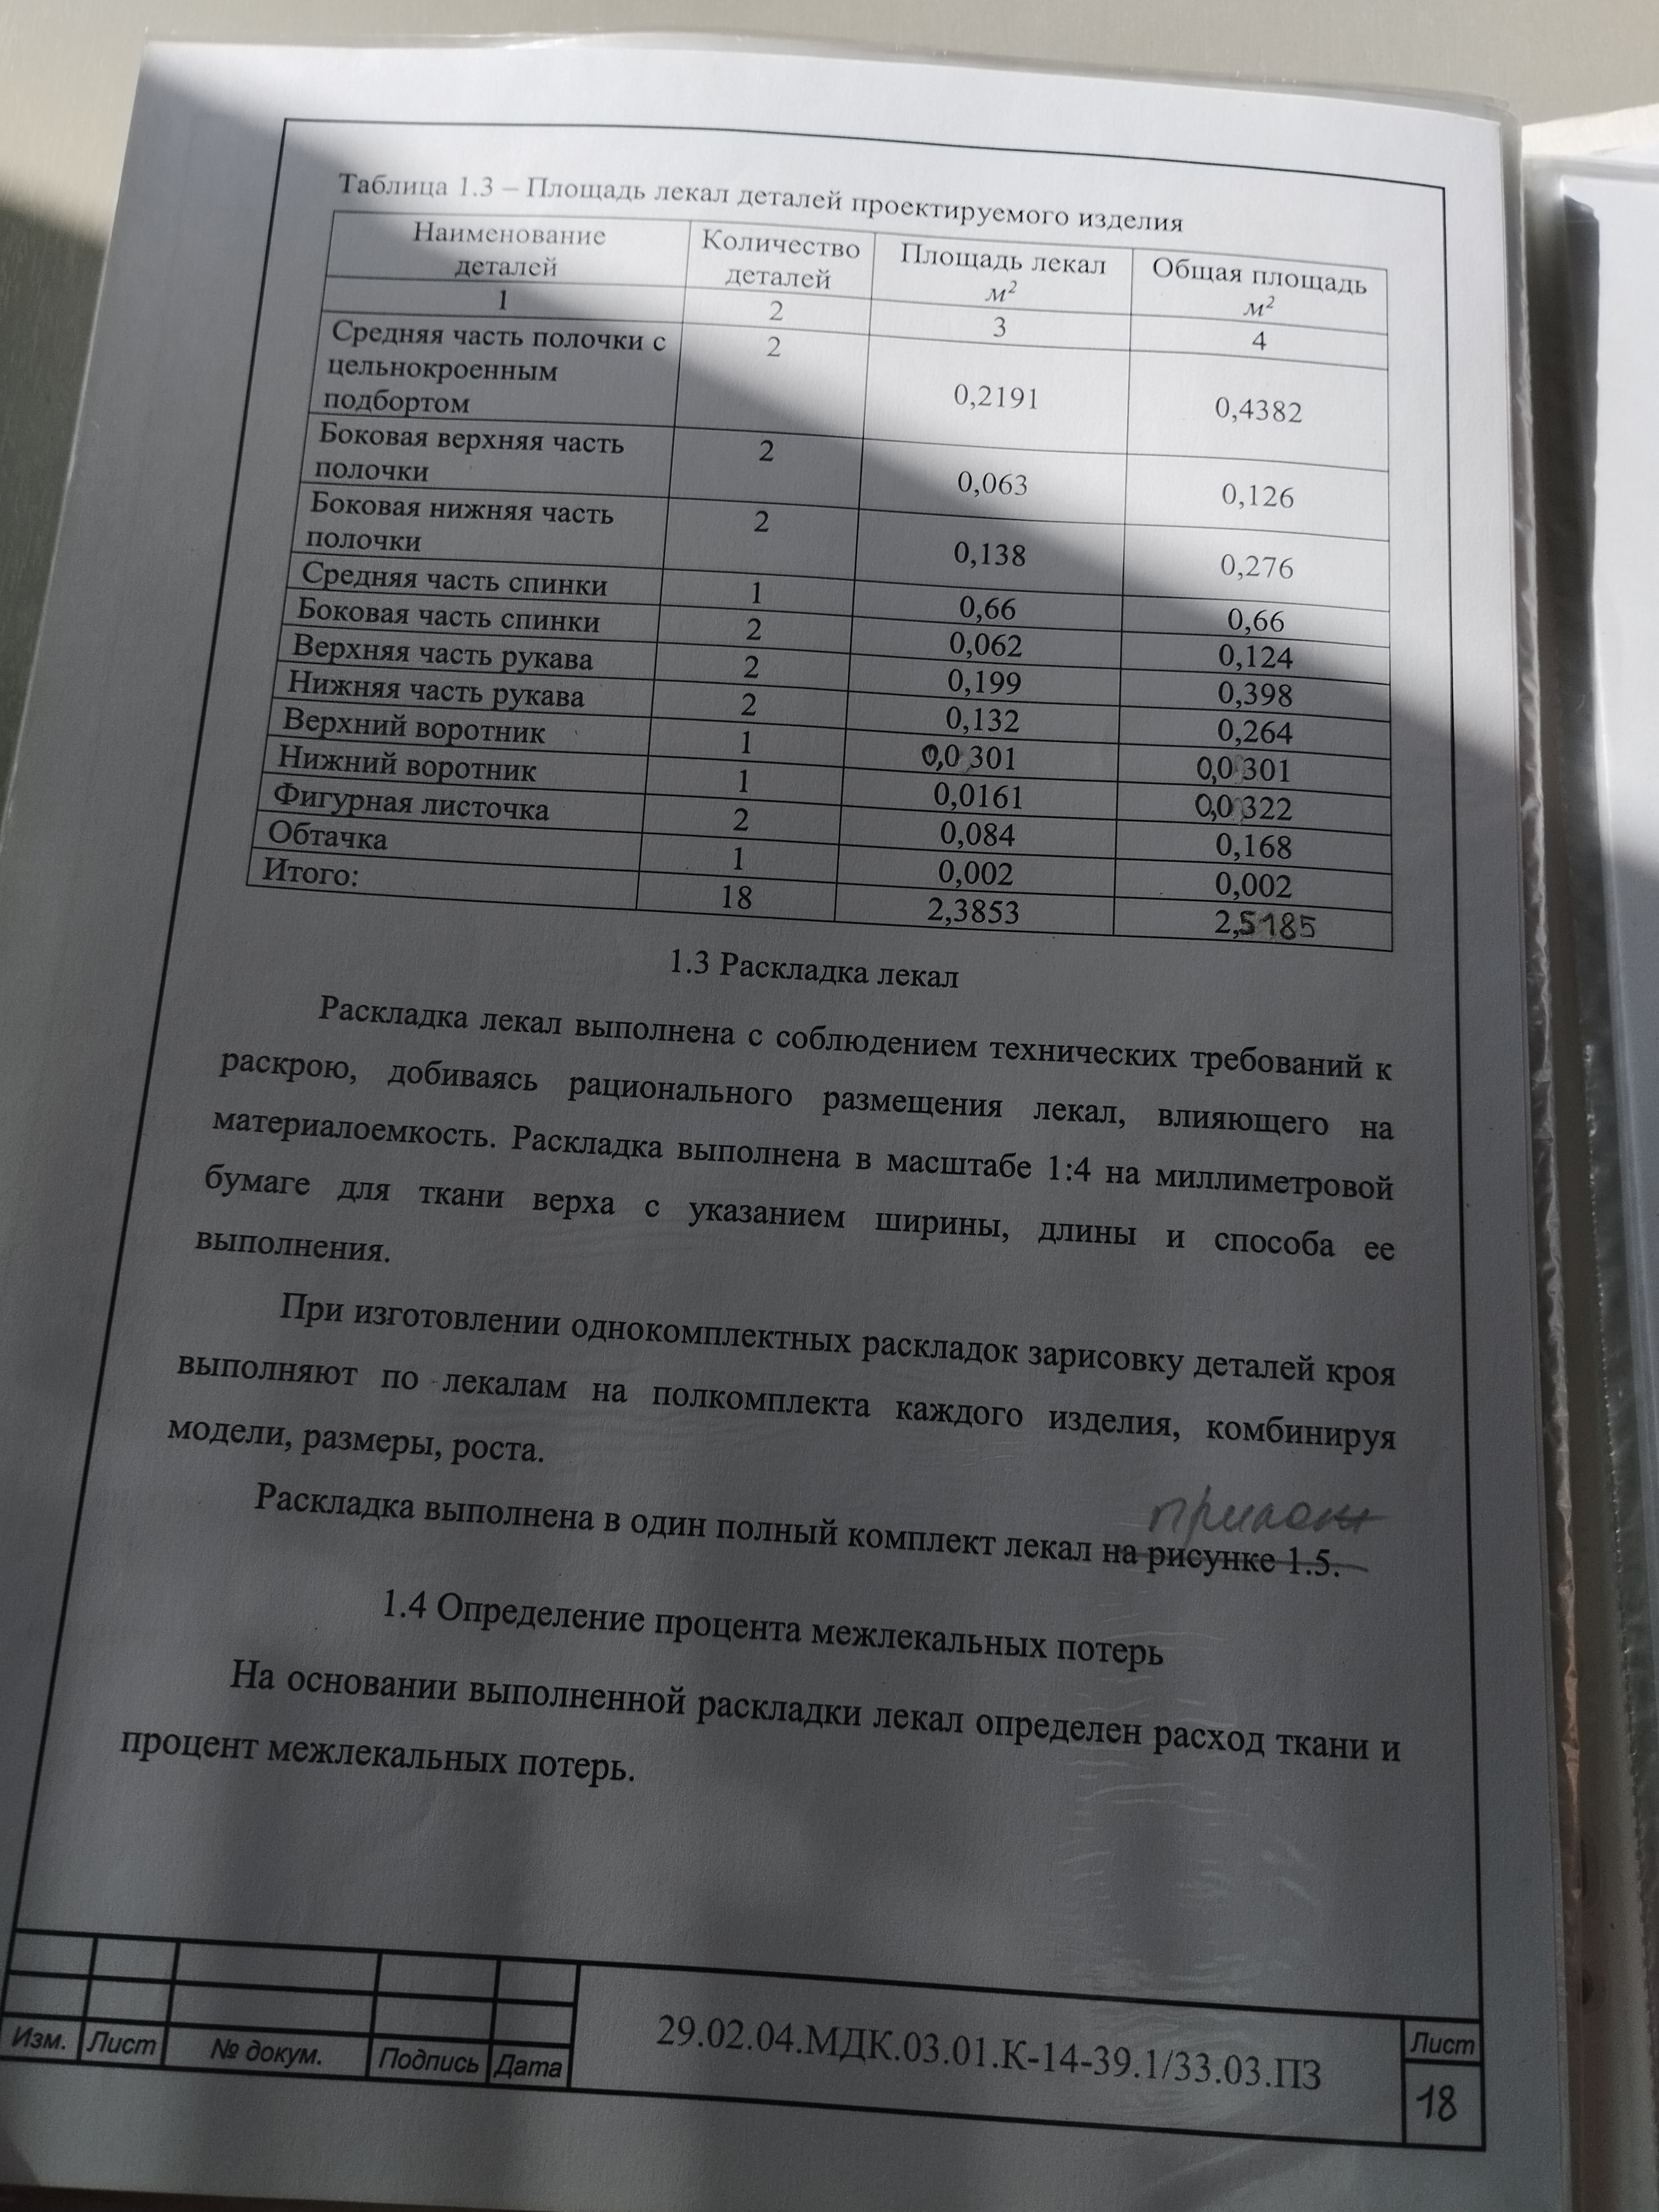 Таблица 1.3 – Площадь лекал деталей проектируемого изделия
Наименование деталей Количество деталей Площадь лекал м² Общая площадь м²
1 2 3 4
Средняя часть полочки с цельнокроенным подбортом 2 0,2191 0,4382
Боковая верхняя часть полочки 2 0,063 0,126
Боковая нижняя часть полочки 2 0,138 0,276
Средняя часть спинки 1 0,66 0,66
Боковая часть спинки 2 0,062 0,124
Верхняя часть рукава 2 0,199 0,398
Нижняя часть рукава 2 0,132 0,264
Верхний воротник 1 0,0301 0,0301
Нижний воротник 1 0,0161 0,0322
Фигурная листочка 2 0,084 0,168
Обтачка 1 0,002 0,002
Итого: 18 2,3853 2,5185
1.3 Раскладка лекал
Раскладка лекал выполнена с соблюдением технических требований к
раскрою, добиваясь рационального размещения лекал, влияющего на
материалоемкость. Раскладка выполнена в масштабе 1:4 на миллиметровой
бумаге для ткани верха с указанием ширины, длины и способа ее
выполнения.
При изготовлении однокомплектных раскладок зарисовку деталей кроя
выполняют по лекалам на полкомплекта каждого изделия, комбинируя
модели, размеры, роста.
прилож
Раскладка выполнена в один полный комплект лекал на рисунке 1.5.
1.4 Определение процента межлекальных потерь
На основании выполненной раскладки лекал определен расход ткани и
процент межлекальных потерь.
Изм. Лист № докум. Подпись Дата
29.02.04.МДК.03.01.К-14-39.1/33.03.ПЗ
Лист
18